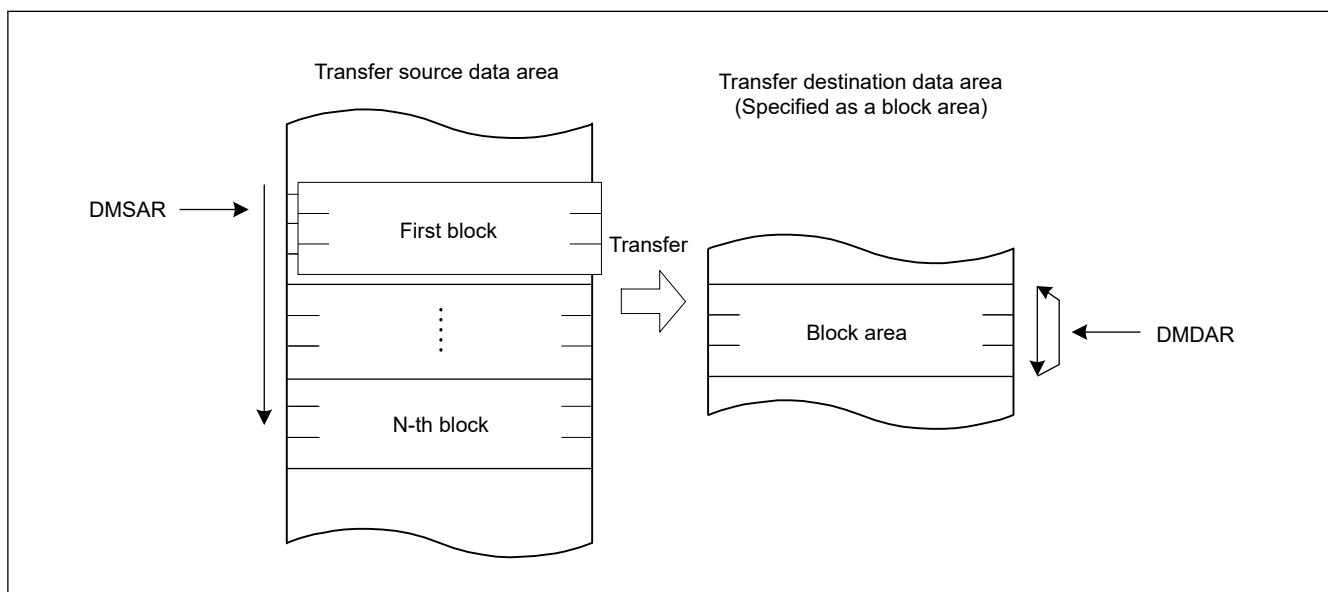 Transfer source data area
Transfer destination data area
(Specified as a block area)
DMSAR
First block
Transfer
Block area
DMDAR
N-th block